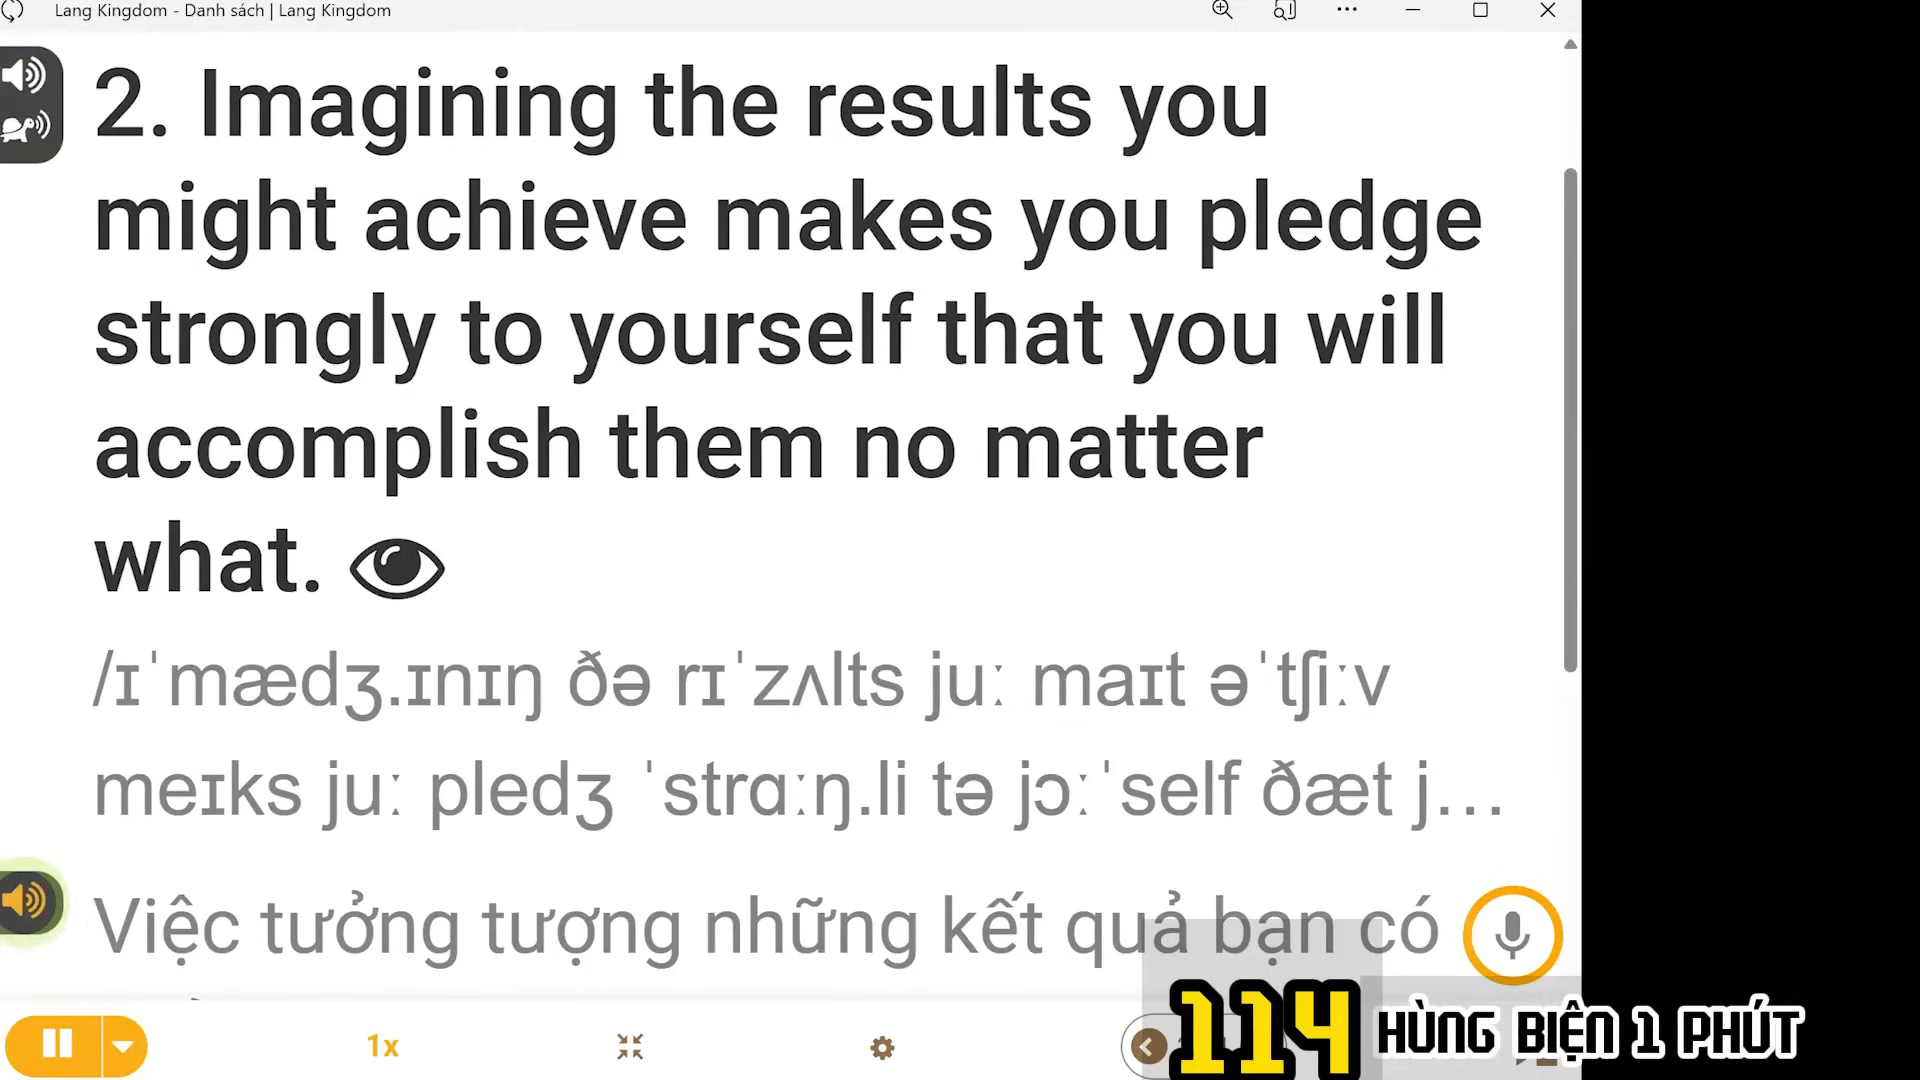 Lang Kingdom - Danh sách | Lang Kingdom
2. Imagining the results you
might achieve makes you pledge
strongly to yourself that you will
accomplish them no matter
what.
/ɪˈmædʒ.ɪnɪŋ ðə rɪˈzʌlts juː maɪt əˈtʃiːv
meɪks juː pledʒ ˈstrɑːŋ.li tə jɔːˈself ðæt j…
Việc tưởng tượng những kết quả bạn có
1x
114 HÙNG BIỆN 1 PHÚT